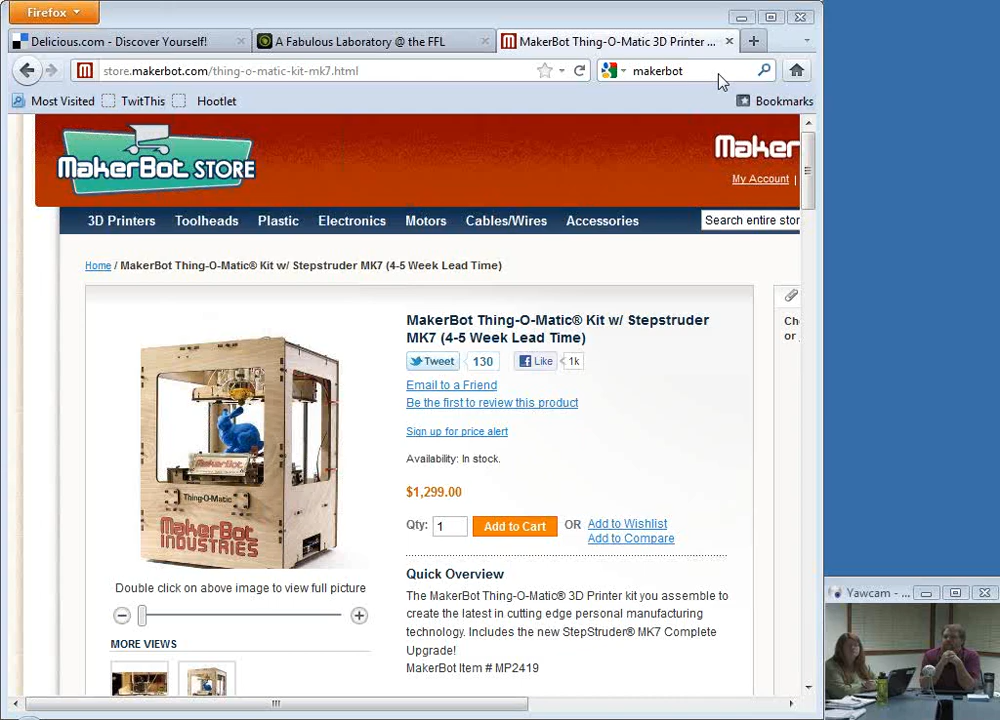 Firefox
Delicious.com - Discover Yourself!
A Fabulous Laboratory @ the FFL
MakerBot Thing-O-Matic 3D Printer ...
store.makerbot.com/thing-o-matic-kit-mk7.html
makerbot
Most Visited
TwitThis
Hootlet
Bookmarks
MakerBot STORE
Maker
My Account |
3D Printers
Toolheads
Plastic
Electronics
Motors
Cables/Wires
Accessories
Search entire stor
Home / MakerBot Thing-O-Matic® Kit w/ Stepstruder MK7 (4-5 Week Lead Time)
MakerBot Thing-O-Matic® Kit w/ Stepstruder
MK7 (4-5 Week Lead Time)
Tweet 130 Like 1k
Email to a Friend
Be the first to review this product
Sign up for price alert
Availability: In stock.
$1,299.00
Qty: 1 Add to Cart OR Add to Wishlist
Add to Compare
Quick Overview
The MakerBot Thing-O-Matic® 3D Printer kit you assemble to
create the latest in cutting edge personal manufacturing
technology. Includes the new StepStruder® MK7 Complete
Upgrade!
MakerBot Item # MP2419
Ch
or
MakerBot
Thing-O-Matic
MakerBot
INDUSTRIES
Double click on above image to view full picture
MORE VIEWS
Yawcam - ...